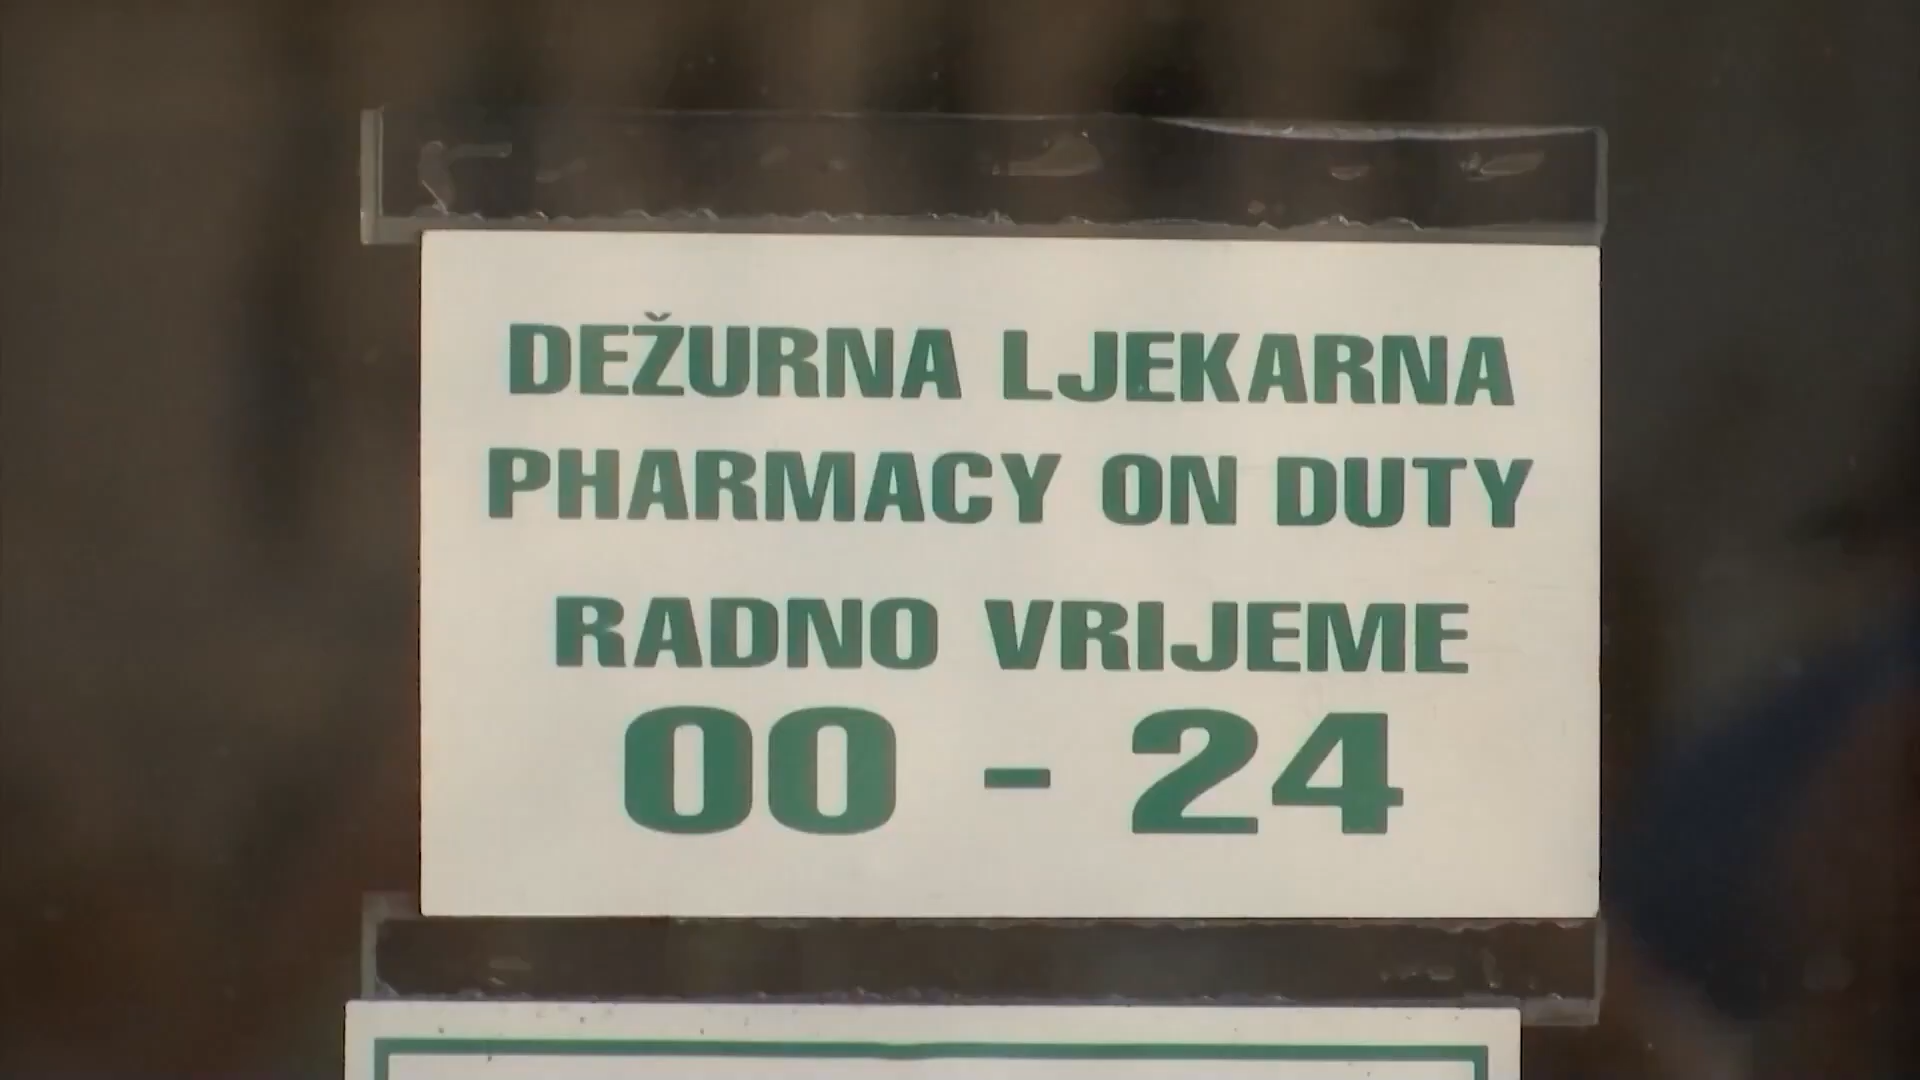 DEŽURNA LJEKARNA
PHARMACY ON DUTY
RADNO VRIJEME
00 - 24